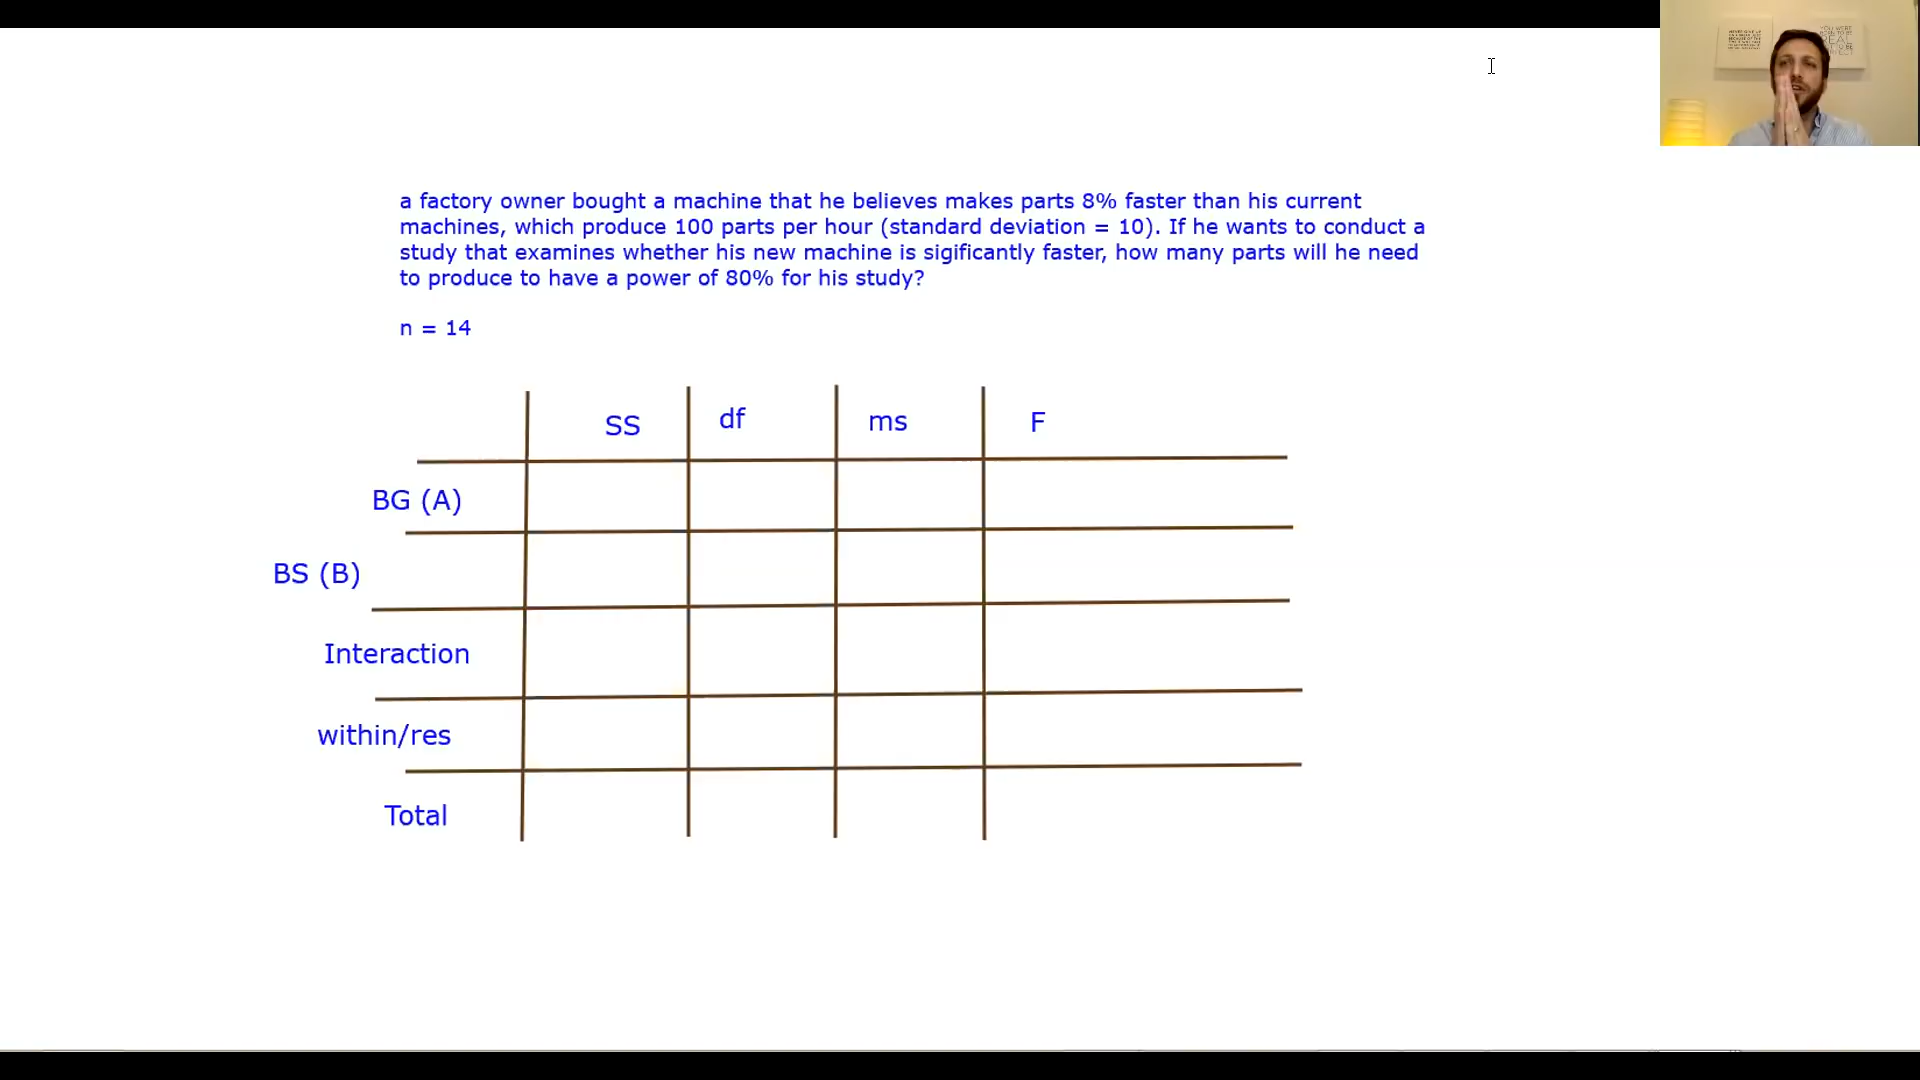 a factory owner bought a machine that he believes makes parts 8% faster than his current
machines, which produce 100 parts per hour (standard deviation = 10). If he wants to conduct a
study that examines whether his new machine is sigificantly faster, how many parts will he need
to produce to have a power of 80% for his study?
n = 14
SS df ms F
BG (A)
BS (B)
Interaction
within/res
Total